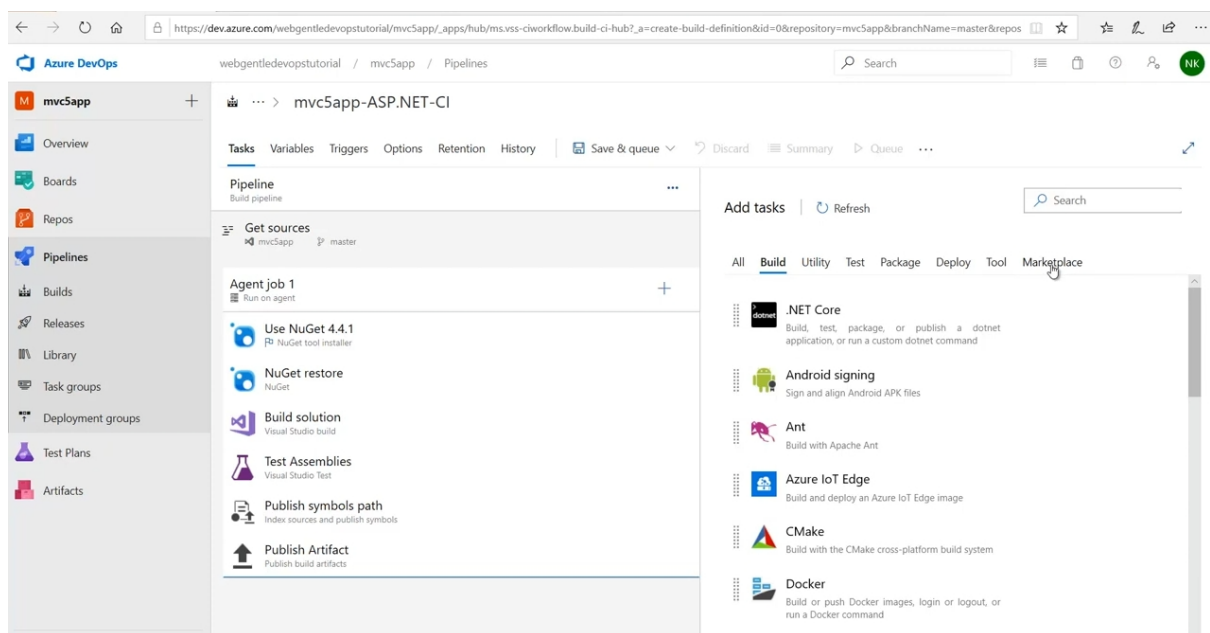 https://dev.azure.com/webgentledevopstutorial/mvc5app/_apps/hub/ms.vss-ciworkflow.build-ci-hub?_a=create-build-definition&id=0&repository=mvc5app&branchName=master&repos
Azure DevOps
webgentledevopstutorial / mvc5app / Pipelines
Search
NK
M
mvc5app
Overview
Boards
Repos
Pipelines
Builds
Releases
Library
Task groups
Deployment groups
Test Plans
Artifacts
... > mvc5app-ASP.NET-CI
Tasks Variables Triggers Options Retention History
Save & queue Discard Summary Queue ...
Pipeline
Build pipeline
Get sources
mvc5app master
Agent job 1
Run on agent
Use NuGet 4.4.1
NuGet tool installer
NuGet restore
NuGet
Build solution
Visual Studio build
Test Assemblies
Visual Studio Test
Publish symbols path
Index sources and publish symbols
Publish Artifact
Publish build artifacts
Add tasks
Refresh
Search
All Build Utility Test Package Deploy Tool Marketplace
dotnet
.NET Core
Build, test, package, or publish a dotnet
application, or run a custom dotnet command
Android signing
Sign and align Android APK files
Ant
Build with Apache Ant
Azure IoT Edge
Build and deploy an Azure IoT Edge image
CMake
Build with the CMake cross-platform build system
Docker
Build or push Docker images, login or logout, or
run a Docker command